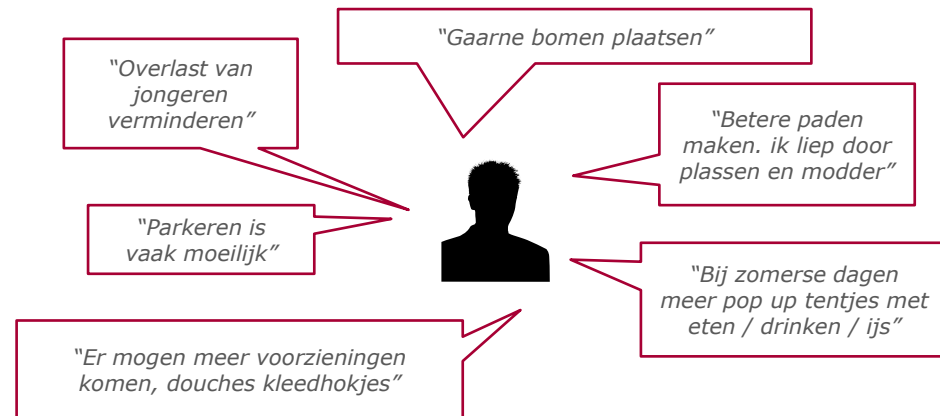 “Gaarne bomen plaatsen”
“Overlast van
jongeren
verminderen”
“Betere paden
maken. ik liep door
plassen en modder”
“Parkeren is
vaak moeilijk”
“Bij zomerse dagen
meer pop up tentjes met
eten / drinken / ijs”
“Er mogen meer voorzieningen
komen, douches kleedhokjes”